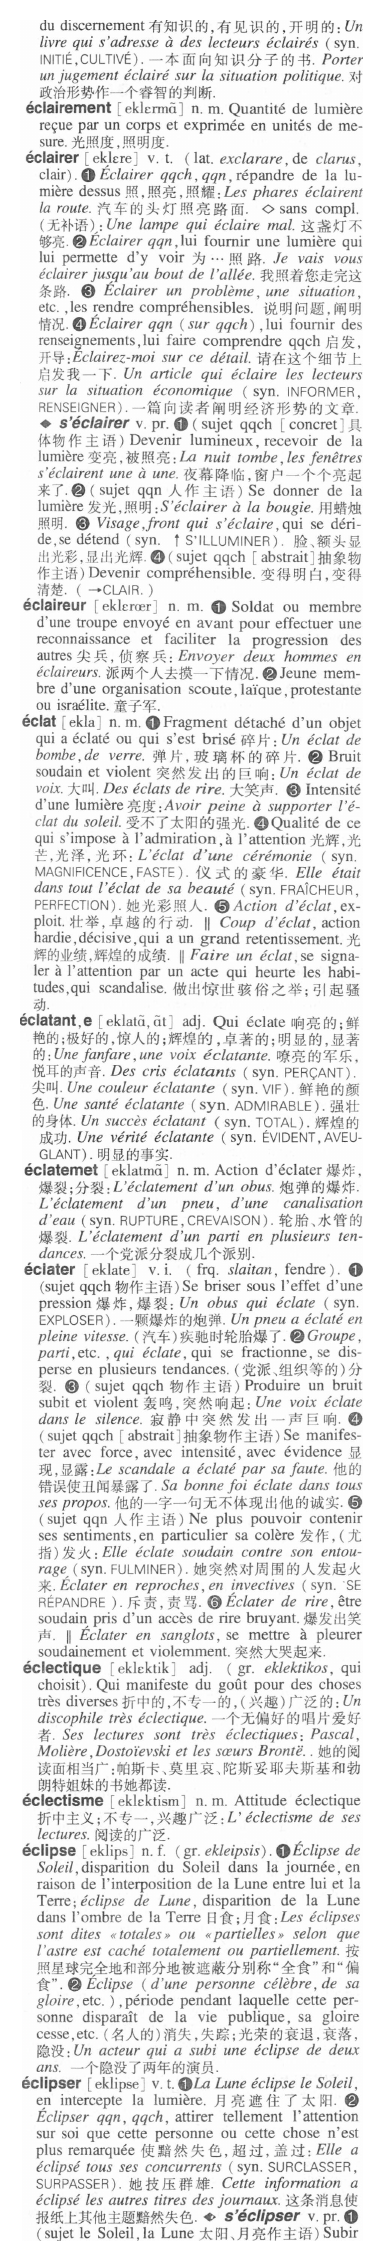 du discernement 有知识的,有见识的,开明的: Un
livre qui s'adresse à des lecteurs éclairés (syn.
INITIÉ,CULTIVÉ). 一本面向知识分子的书. Porter
un jugement éclairé sur la situation politique. 对
政治形势作一个睿智的判断.
éclairement [eklɛrmɑ̃] n. m. Quantité de lumière
reçue par un corps et exprimée en unités de me-
sure. 光照度,照明度.
éclairer [eklɛre] v. t. (lat. exclarare, de clarus,
clair). ❶ Éclairer qqch, qqn, répandre de la lu-
mière dessus 照,照亮,照耀: Les phares éclairent
la route. 汽车的头灯照亮路面. ◇ sans compl.
(无补语): Une lampe qui éclaire mal. 这盏灯不
够亮. ❷ Éclairer qqn, lui fournir une lumière qui
lui permette d'y voir 为…照路. Je vais vous
éclairer jusqu'au bout de l'allée. 我照着您走完这
条路. ❸ Éclairer un problème, une situation,
etc. ,les rendre compréhensibles. 说明问题,阐明
情况. ❹ Éclairer qqn (sur qqch), lui fournir des
renseignements, lui faire comprendre qqch 启发,
开导: Éclairez-moi sur ce détail. 请在这个细节上
启发我一下. Un article qui éclaire les lecteurs
sur la situation économique (syn. INFORMER,
RENSEIGNER). 一篇向读者阐明经济形势的文章.
◆ s'éclairer v. pr. ❶ (sujet qqch [concret]具
体物作主语) Devenir lumineux, recevoir de la
lumière 变亮,被照亮: La nuit tombe, les fenêtres
s'éclairent une à une. 夜幕降临,窗户一个个亮起
来了. ❷ (sujet qqn 人作主语) Se donner de la
lumière 发光,照明: S'éclairer à la bougie. 用蜡烛
照明. ❸ Visage, front qui s'éclaire, qui se déri-
de, se détend (syn. ↑ S'ILLUMINER). 脸、额头显
出光彩,显出光辉. ❹ (sujet qqch [abstrait]抽象物
作主语) Devenir compréhensible. 变得明白,变得
清楚. (→CLAIR.)
éclaireur [eklɛrœr] n. m. ❶ Soldat ou membre
d'une troupe envoyé en avant pour effectuer une
reconnaissance et faciliter la progression des
autres 尖兵, 侦察兵: Envoyer deux hommes en
éclaireurs. 派两个人去摸一下情况. ❷ Jeune mem-
bre d'une organisation scoute, laïque, protestante
ou israélite. 童子军.
éclat [ekla] n. m. ❶ Fragment détaché d'un objet
qui a éclaté ou qui s'est brisé 碎片: Un éclat de
bombe, de verre. 弹片,玻璃杯的碎片. ❷ Bruit
soudain et violent 突然发出的巨响: Un éclat de
voix. 大叫. Des éclats de rire. 大笑声. ❸ Intensité
d'une lumière 亮度: Avoir peine à supporter l'é-
clat du soleil. 受不了太阳的强光. ❹ Qualité de ce
qui s'impose à l'admiration, à l'attention 光辉,光
芒,光泽,光环: L'éclat d'une cérémonie (syn.
MAGNIFICENCE, FASTE). 仪式的豪华. Elle était
dans tout l'éclat de sa beauté (syn. FRAÎCHEUR,
PERFECTION). 她光彩照人. ❺ Action d'éclat, ex-
ploit. 壮举,卓越的行动. ‖ Coup d'éclat, action
hardie, décisive, qui a un grand retentissement. 光
辉的业绩,辉煌的成绩. ‖ Faire un éclat, se signa-
ler à l'attention par un acte qui heurte les habi-
tudes, qui scandalise. 做出惊世骇俗之举;引起骚
动.
éclatant, e [eklatɑ̃, ɑ̃t] adj. Qui éclate 响亮的;鲜
艳的;极好的,惊人的;辉煌的,卓著的;明显的,显著
的: Une fanfare, une voix éclatante. 嘹亮的军乐,
悦耳的声音. Des cris éclatants (syn. PERÇANT).
尖叫. Une couleur éclatante (syn. VIF). 鲜艳的颜
色. Une santé éclatante (syn. ADMIRABLE). 强壮
的身体. Un succès éclatant (syn. TOTAL). 辉煌的
成功. Une vérité éclatante (syn. ÉVIDENT, AVEU-
GLANT). 明显的事实.
éclatemet [eklatmɑ̃] n. m. Action d'éclater 爆炸,
爆裂;分裂: L'éclatement d'un obus. 炮弹的爆炸.
L'éclatement d'un pneu, d'une canalisation
d'eau (syn. RUPTURE, CREVAISON). 轮胎、水管的
爆裂. L'éclatement d'un parti en plusieurs ten-
dances. 一个党派分裂成几个派别.
éclater [eklate] v. i. ( frq. slaitan, fendre). ❶
(sujet qqch 物作主语) Se briser sous l'effet d'une
pression 爆炸,爆裂: Un obus qui éclate (syn.
EXPLOSER). 一颗爆炸的炮弹. Un pneu a éclaté en
pleine vitesse. (汽车)疾驰时轮胎爆了. ❷ Groupe,
parti, etc. , qui éclate, qui se fractionne, se dis-
perse en plusieurs tendances. (党派、组织等的)分
裂. ❸ (sujet qqch 物作主语) Produire un bruit
subit et violent 轰鸣,突然响起: Une voix éclate
dans le silence. 寂静中突然发出一声巨响. ❹
(sujet qqch [abstrait]抽象物作主语) Se manifes-
ter avec force, avec intensité, avec évidence 显
现,显露: Le scandale a éclaté par sa faute. 他的
错误使丑闻暴露了. Sa bonne foi éclate dans tous
ses propos. 他的一字一句无不体现出他的诚实. ❺
(sujet qqn 人作主语) Ne plus pouvoir contenir
ses sentiments, en particulier sa colère 发作,(尤
指)发火: Elle éclate soudain contre son entou-
rage (syn. FULMINER). 她突然对周围的人发起火
来. Éclater en reproches, en invectives (syn. SE
RÉPANDRE). 斥责,责骂. ❻ Éclater de rire, être
soudain pris d'un accès de rire bruyant. 爆发出笑
声. ‖ Éclater en sanglots, se mettre à pleurer
soudainement et violemment. 突然大哭起来.
éclectique [eklɛktik] adj. ( gr. eklektikos, qui
choisit). Qui manifeste du goût pour des choses
très diverses 折中的,不专一的,(兴趣)广泛的: Un
discophile très éclectique. 一个无偏好的唱片爱好
者. Ses lectures sont très éclectiques: Pascal,
Molière, Dostoïevski et les sœurs Brontë. . 她的阅
读面相当广:帕斯卡、莫里哀、陀斯妥耶夫斯基和勃
朗特姐妹的书她都读.
éclectisme [eklɛktism] n. m. Attitude éclectique
折中主义;不专一,兴趣广泛: L'éclectisme de ses
lectures. 阅读的广泛.
éclipse [eklips] n. f. (gr. ekleipsis). ❶ Éclipse de
Soleil, disparition du Soleil dans la journée, en
raison de l'interposition de la Lune entre lui et la
Terre; éclipse de Lune, disparition de la Lune
dans l'ombre de la Terre 日食;月食: Les éclipses
sont dites «totales» ou «partielles» selon que
l'astre est caché totalement ou partiellement. 按
照星球完全地和部分地被遮蔽分别称“全食”和“偏
食”. ❷ Éclipse (d'une personne célèbre, de sa
gloire, etc. ), période pendant laquelle cette per-
sonne disparaît de la vie publique, sa gloire
cesse, etc. (名人的)消失,失踪;光荣的衰退,衰落,
隐没: Un acteur qui a subi une éclipse de deux
ans. 一个隐没了两年的演员.
éclipser [eklipse] v. t. ❶ La Lune éclipse le Soleil,
en intercepte la lumière. 月亮遮住了太阳. ❷
Éclipser qqn, qqch, attirer tellement l'attention
sur soi que cette personne ou cette chose n'est
plus remarquée 使黯然失色,超过,盖过: Elle a
éclipsé tous ses concurrents (syn. SURCLASSER,
SURPASSER). 她技压群雄. Cette information a
éclipsé les autres titres des journaux. 这条消息使
报纸上其他主题黯然失色. ◆ s'éclipser v. pr. ❶
(sujet le Soleil, la Lune 太阳、月亮作主语) Subir